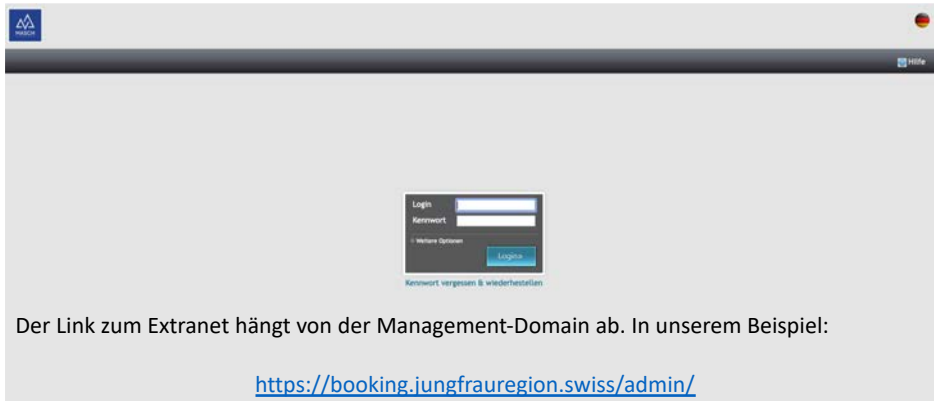 MASCH
Hilfe
Login
Kennwort
Weitere Optionen
Login»
Kennwort vergessen & wiederhestellen
Der Link zum Extranet hängt von der Management-Domain ab. In unserem Beispiel:
https://booking.jungfrauregion.swiss/admin/